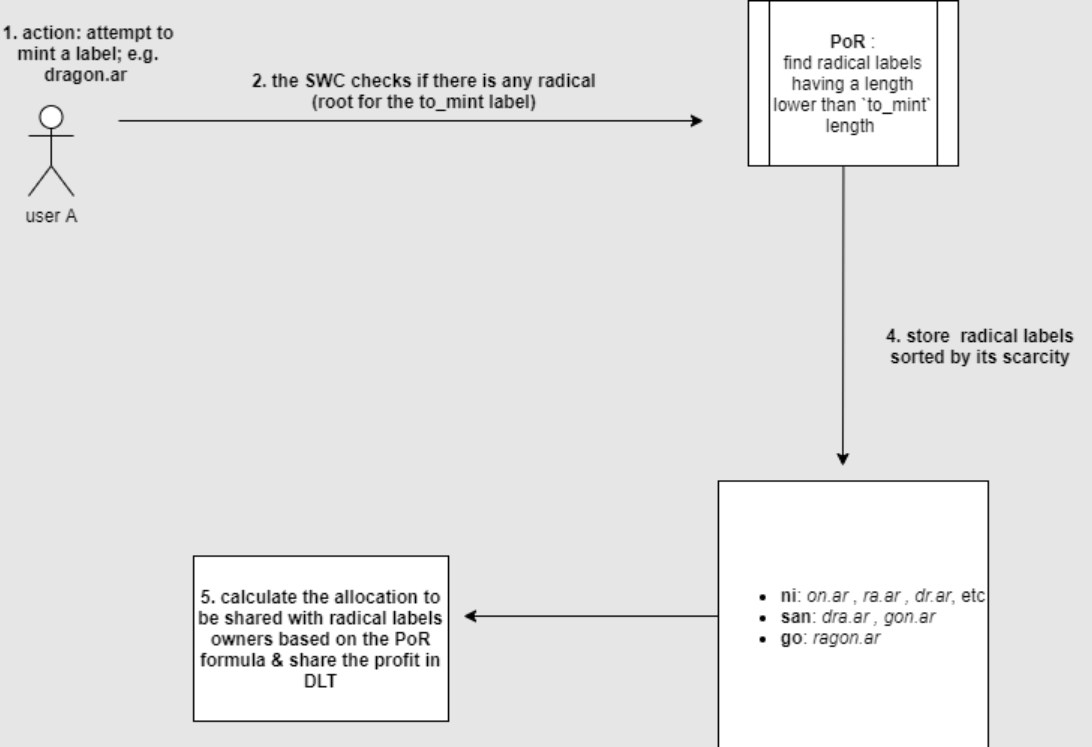 1. action: attempt to
mint a label; e.g.
dragon.ar
user A
2. the SWC checks if there is any radical
(root for the to_mint label)
PoR :
find radical labels
having a length
lower than `to_mint`
length
4. store radical labels
sorted by its scarcity
• ni: on.ar , ra.ar , dr.ar, etc
• san: dra.ar , gon.ar
• go: ragon.ar
5. calculate the allocation to
be shared with radical labels
owners based on the PoR
formula & share the profit in
DLT